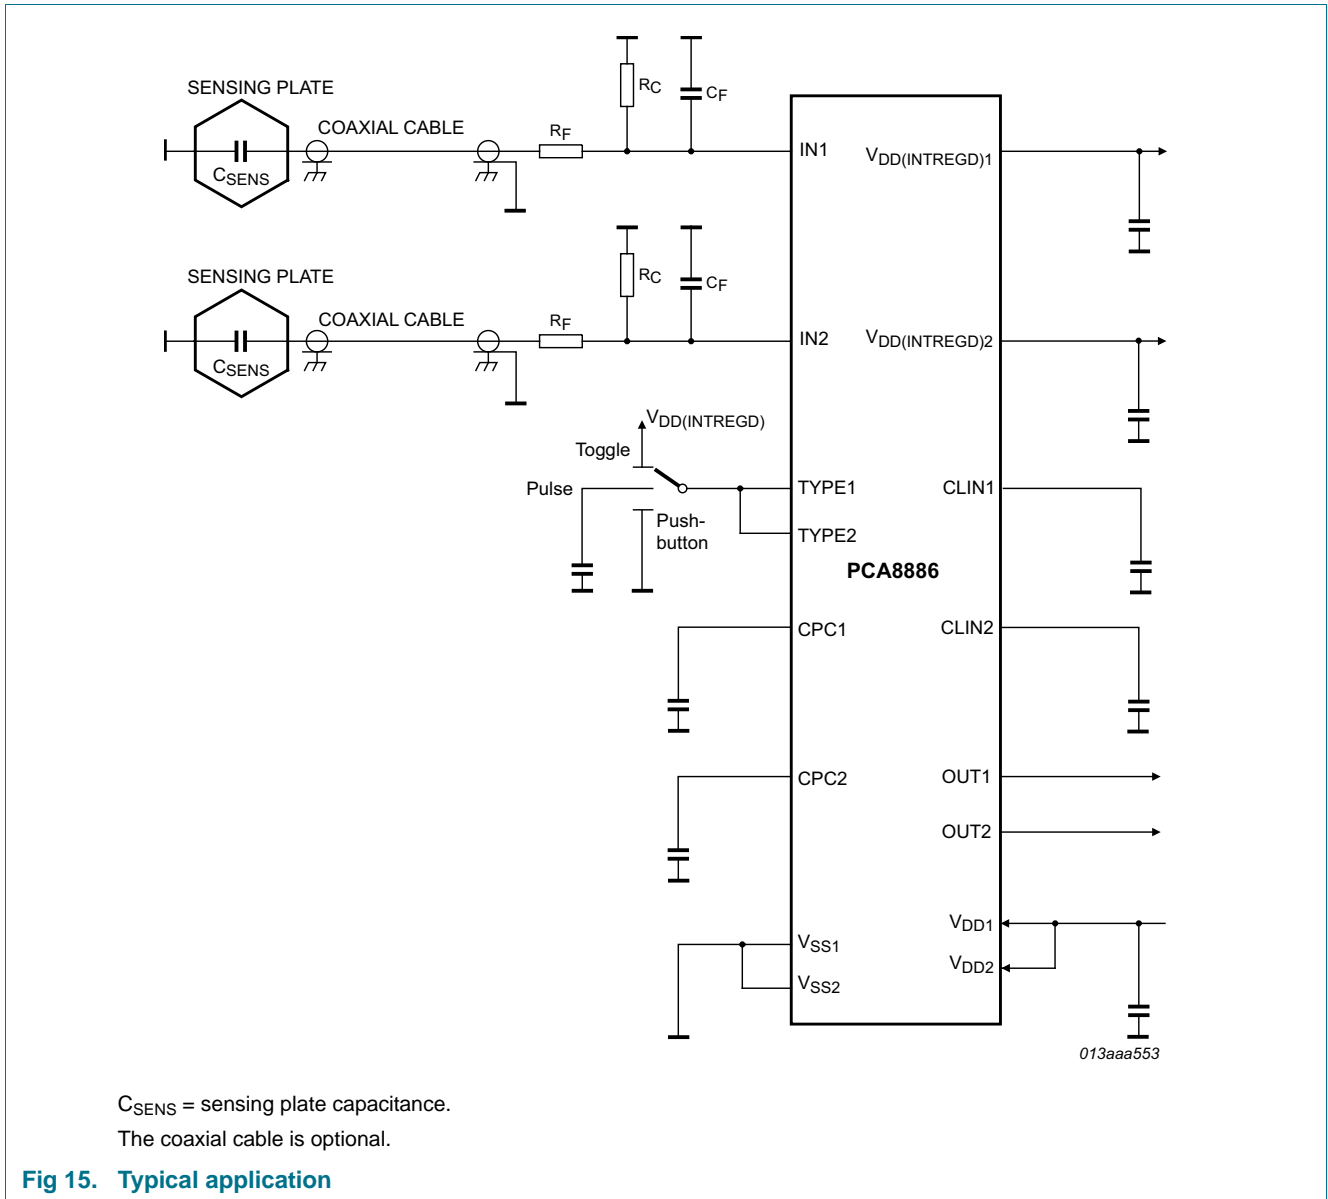 SENSING PLATE
COAXIAL CABLE
CSENS
RF
RC
CF
IN1
VDD(INTREGD)1
SENSING PLATE
COAXIAL CABLE
CSENS
RF
RC
CF
IN2
VDD(INTREGD)2
VDD(INTREGD)
Toggle
Pulse
Push-
button
TYPE1
TYPE2
CLIN1
PCA8886
CPC1
CLIN2
CPC2
OUT1
OUT2
VDD1
VSS1
VDD2
VSS2
013aaa553
CSENS = sensing plate capacitance.
The coaxial cable is optional.
Fig 15. Typical application